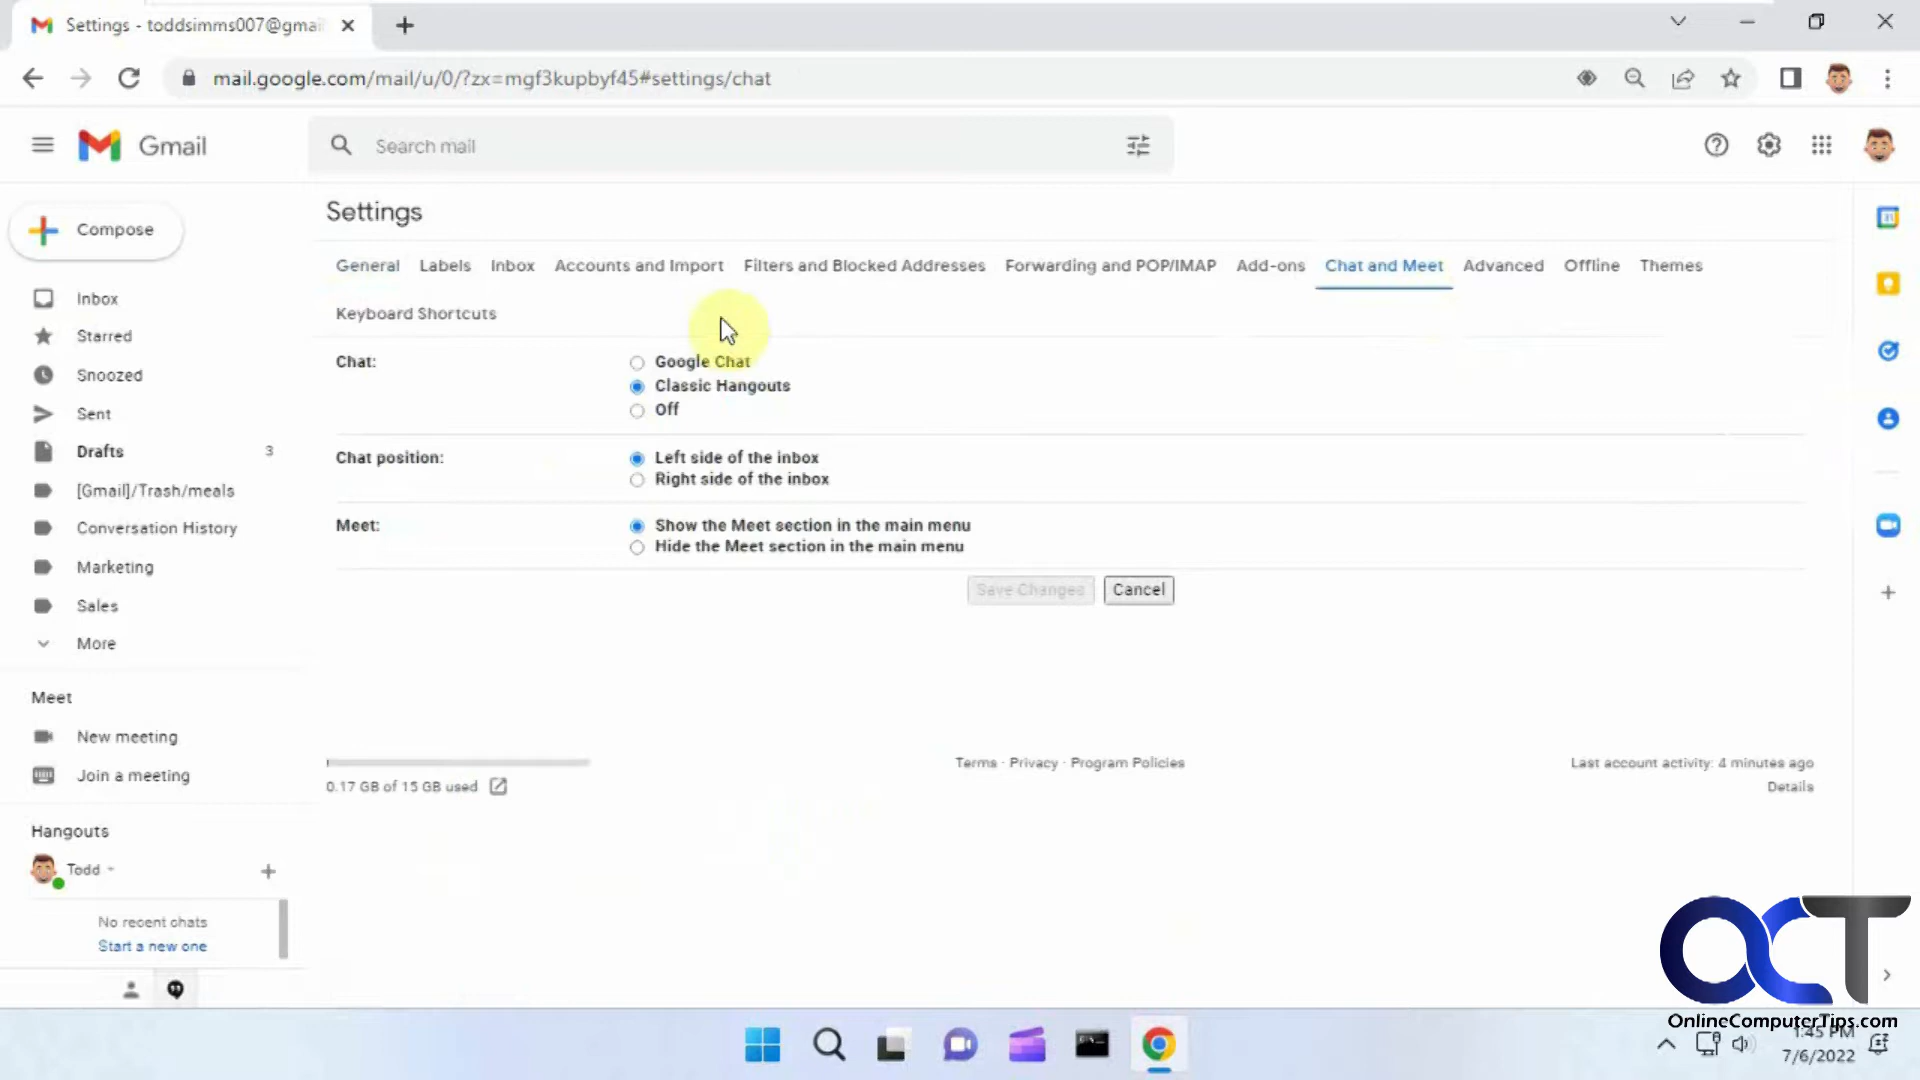 Settings - toddsimms007@gmai
mail.google.com/mail/u/0/?zx=mgf3kupbyf45#settings/chat
Gmail
Search mail
Compose
Inbox
Starred
Snoozed
Sent
Drafts 3
[Gmail]/Trash/meals
Conversation History
Marketing
Sales
More
Meet
New meeting
Join a meeting
Hangouts
Todd
No recent chats
Start a new one
Settings
General Labels Inbox Accounts and Import Filters and Blocked Addresses Forwarding and POP/IMAP Add-ons Chat and Meet Advanced Offline Themes
Keyboard Shortcuts
Chat: Google Chat
Classic Hangouts
Off
Chat position: Left side of the inbox
Right side of the inbox
Meet: Show the Meet section in the main menu
Hide the Meet section in the main menu
Save Changes Cancel
0.17 GB of 15 GB used
Terms · Privacy · Program Policies
Last account activity: 4 minutes ago
Details
31
OCT
OnlineComputerTips.com
1:45 PM
7/6/2022